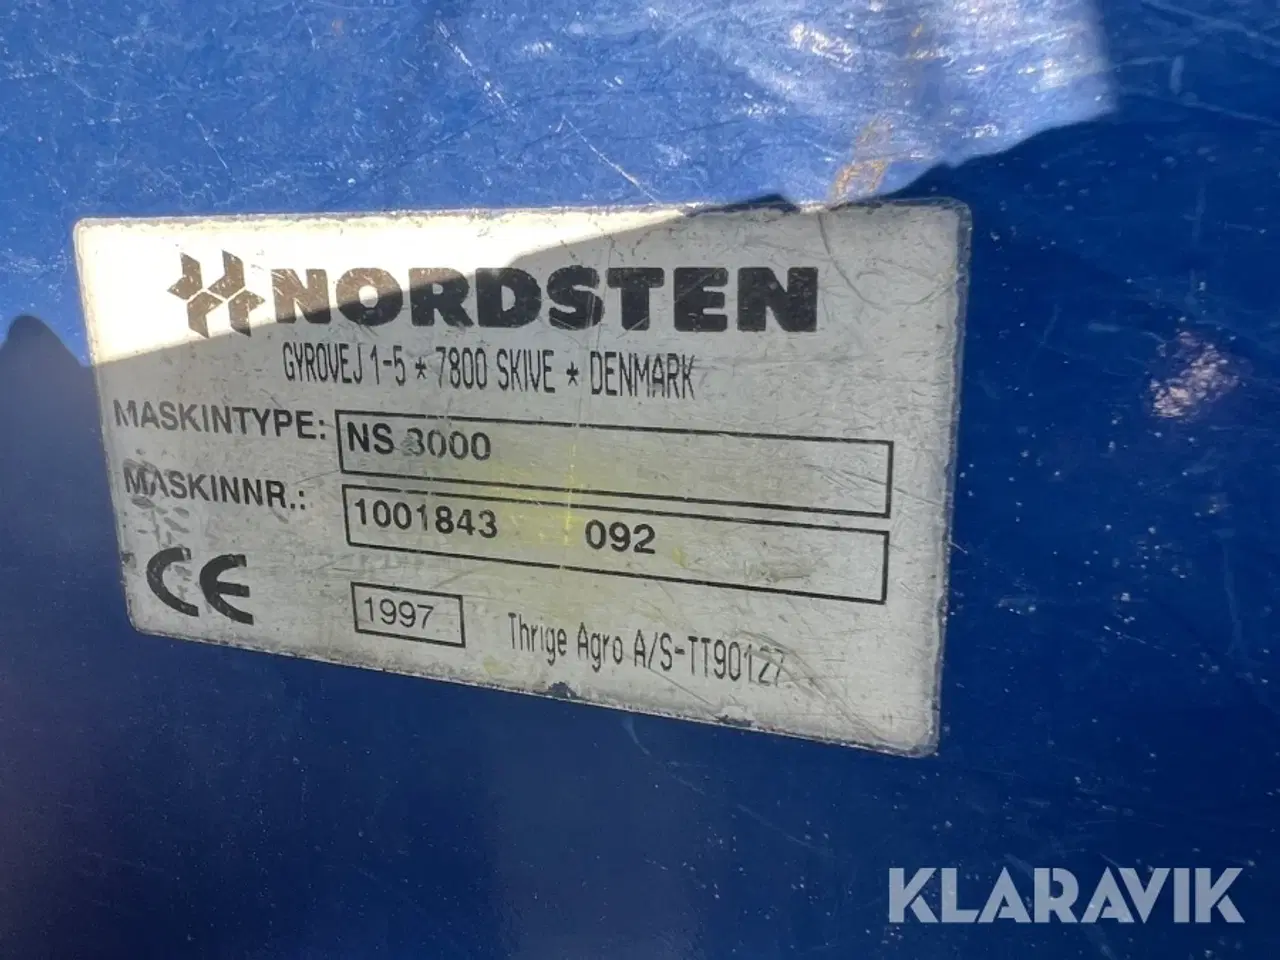 NORDSTEN
GYROVEJ 1-5 * 7800 SKIVE * DENMARK
MASKINTYPE: NS 3000
MASKINNR.: 1001843 092
CE 1997 Thrige Agro A/S-TT90127
KLARAVIK